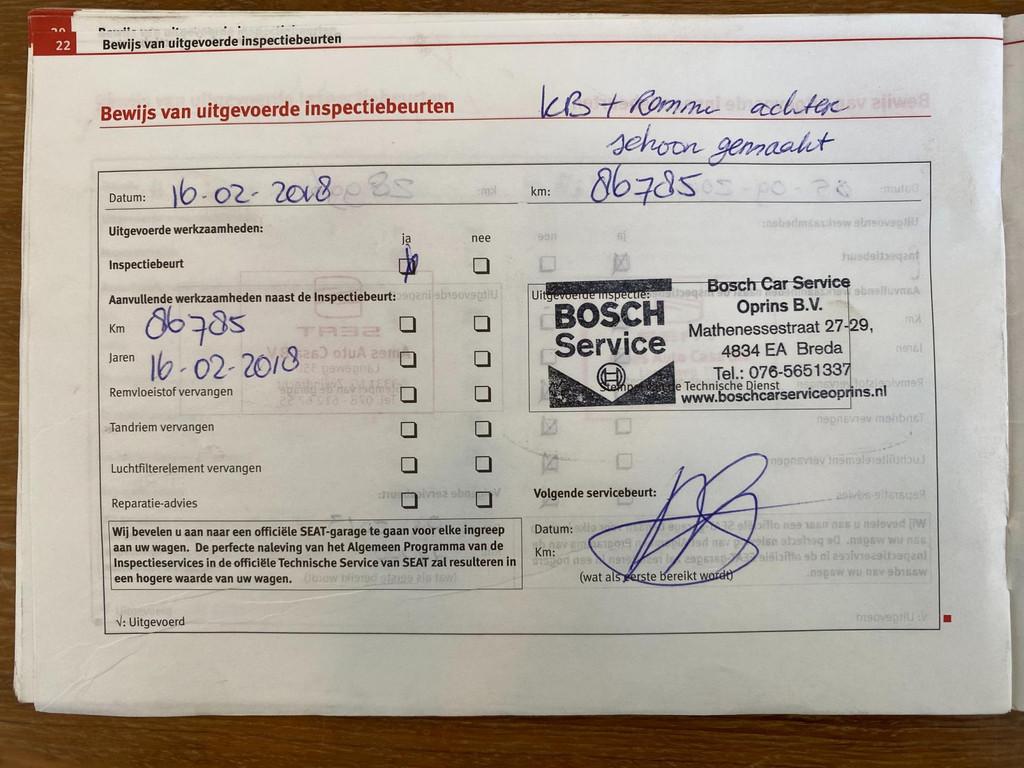 22 Bewijs van uitgevoerde inspectiebeurten
Bewijs van uitgevoerde inspectiebeurten
KB + Remmen achter
schoon gemaakt
Datum: 16-02-2018 km: 86785
Uitgevoerde werkzaamheden:
ja nee
Inspectiebeurt
Aanvullende werkzaamheden naast de Inspectiebeurt:
Km 86785
Jaren 16-02-2018
Remvloeistof vervangen
Tandriem vervangen
Luchtfilterelement vervangen
Reparatie-advies
Wij bevelen u aan naar een officiële SEAT-garage te gaan voor elke ingreep
aan uw wagen. De perfecte naleving van het Algemeen Programma van de
Inspectieservices in de officiële Technische Service van SEAT zal resulteren in
een hogere waarde van uw wagen.
√: Uitgevoerd
Uitgevoerde inspectie:
BOSCH
Service
Bosch Car Service
Oprins B.V.
Mathenessestraat 27-29,
4834 EA Breda
Tel.: 076-5651337
www.boschcarserviceoprins.nl
Technische Dienst
Volgende servicebeurt:
Datum:
Km:
(wat als eerste bereikt wordt)